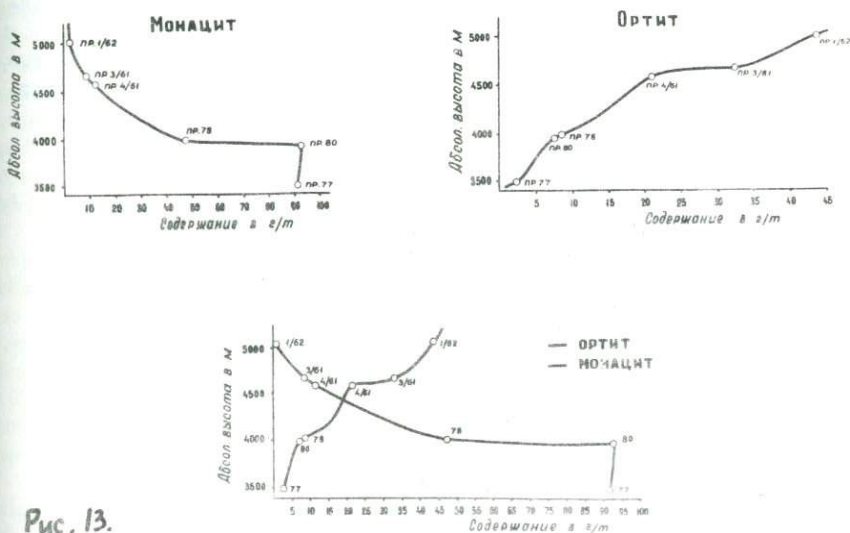 Монацит
Абсол высота в м
5000
4500
4000
3500
пр. 1/62
пр. 3/61
пр. 4/61
пр. 78
пр. 80
пр. 77
10 20 30 40 50 60 70 80 90 100
Содержание в г/т
Ортит
Абсол высота в м
5000
4500
4000
3500
пр. 1/62
пр. 3/61
пр. 4/61
пр. 78
пр. 80
пр. 77
5 10 15 20 25 30 35 40 45
Содержание в г/т
Абсол высота в м
5000
4500
4000
3500
1/62
3/61
4/61
78
80
77
1/62
3/61
4/61
78
80
77
ОРТИТ
МОНАЦИТ
5 10 15 20 25 30 35 40 45 50 55 60 65 70 75 80 85 90 95 100
Содержание в г/т
Рис. 13.